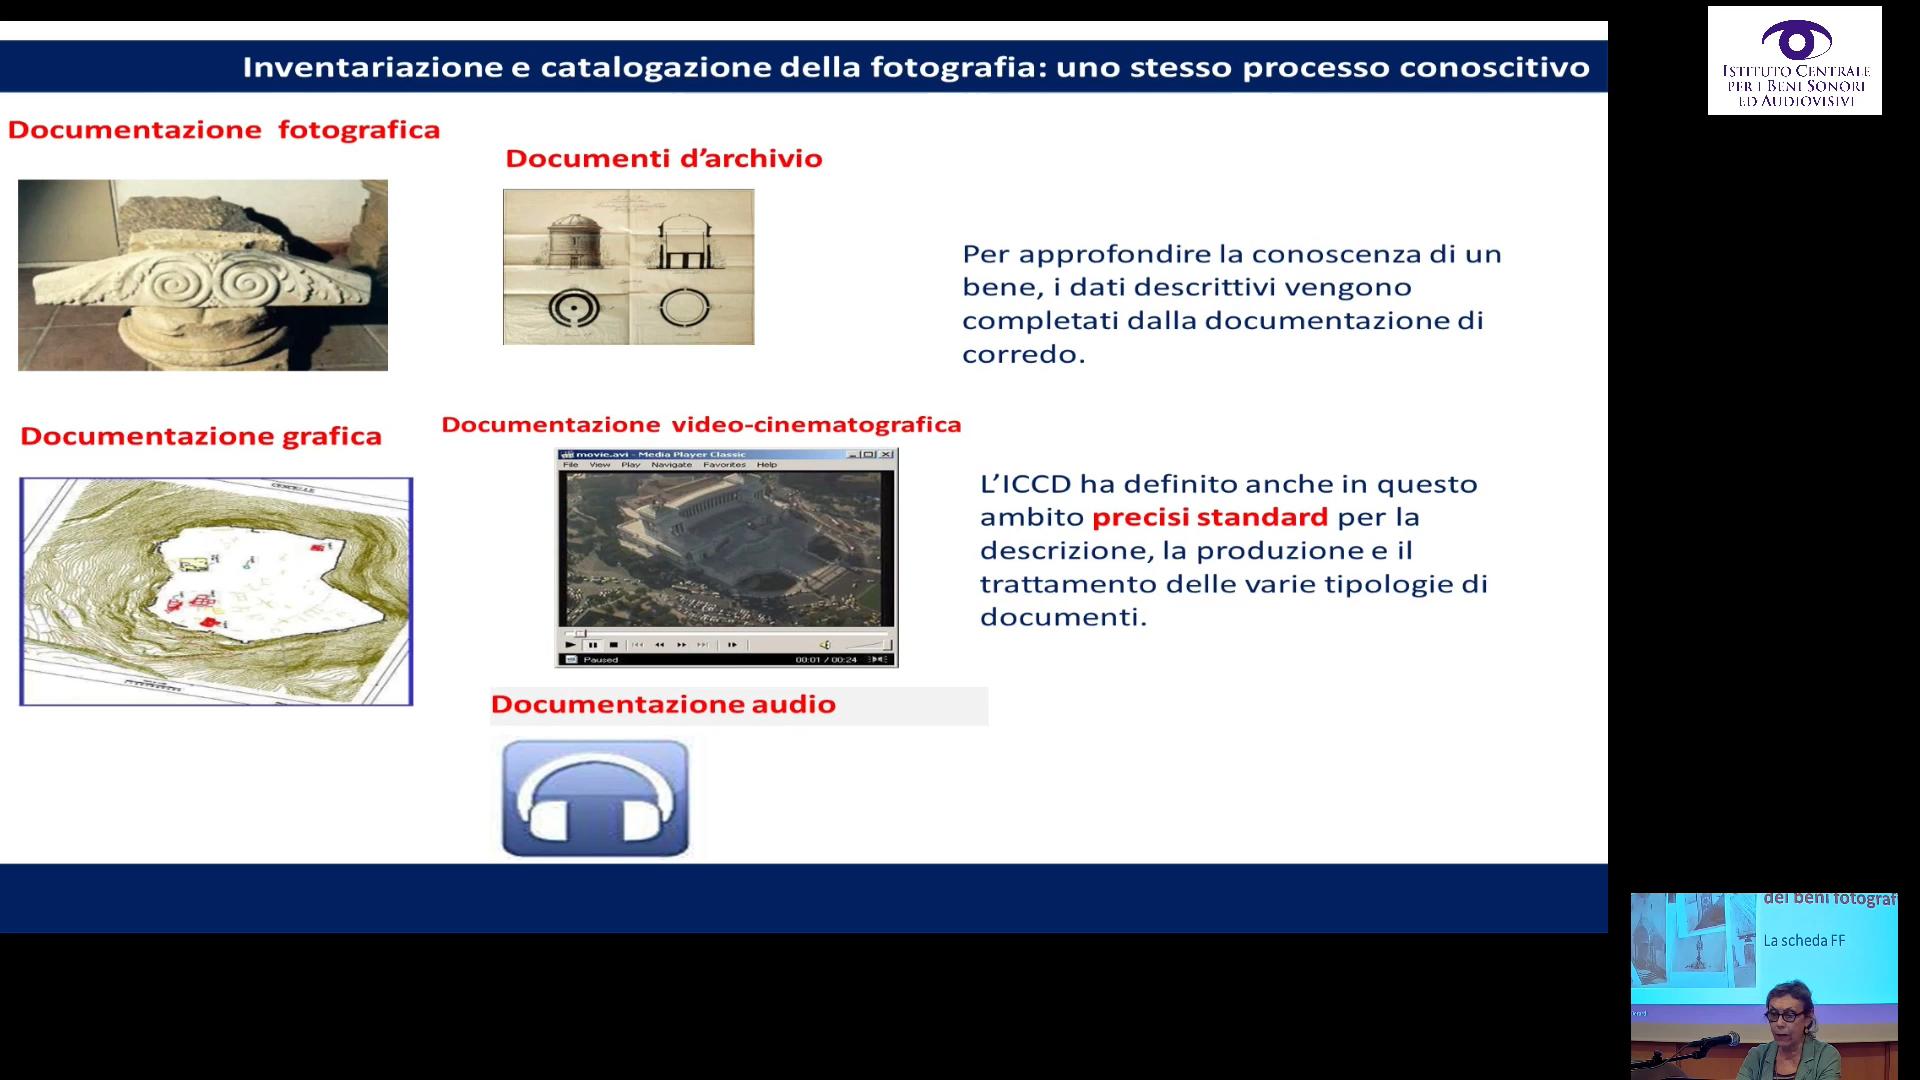 Inventariazione e catalogazione della fotografia: uno stesso processo conoscitivo
ISTITUTO CENTRALE
PER I BENI SONORI
ED AUDIOVISIVI
Documentazione fotografica
Documenti d'archivio
Per approfondire la conoscenza di un
bene, i dati descrittivi vengono
completati dalla documentazione di
corredo.
Documentazione grafica
Documentazione video-cinematografica
movie.avi - Media Player Classic
File View Play Navigate Favorites Help
Paused 00:01 / 00:24
L'ICCD ha definito anche in questo
ambito precisi standard per la
descrizione, la produzione e il
trattamento delle varie tipologie di
documenti.
Documentazione audio
dei beni fotograf
La scheda FF